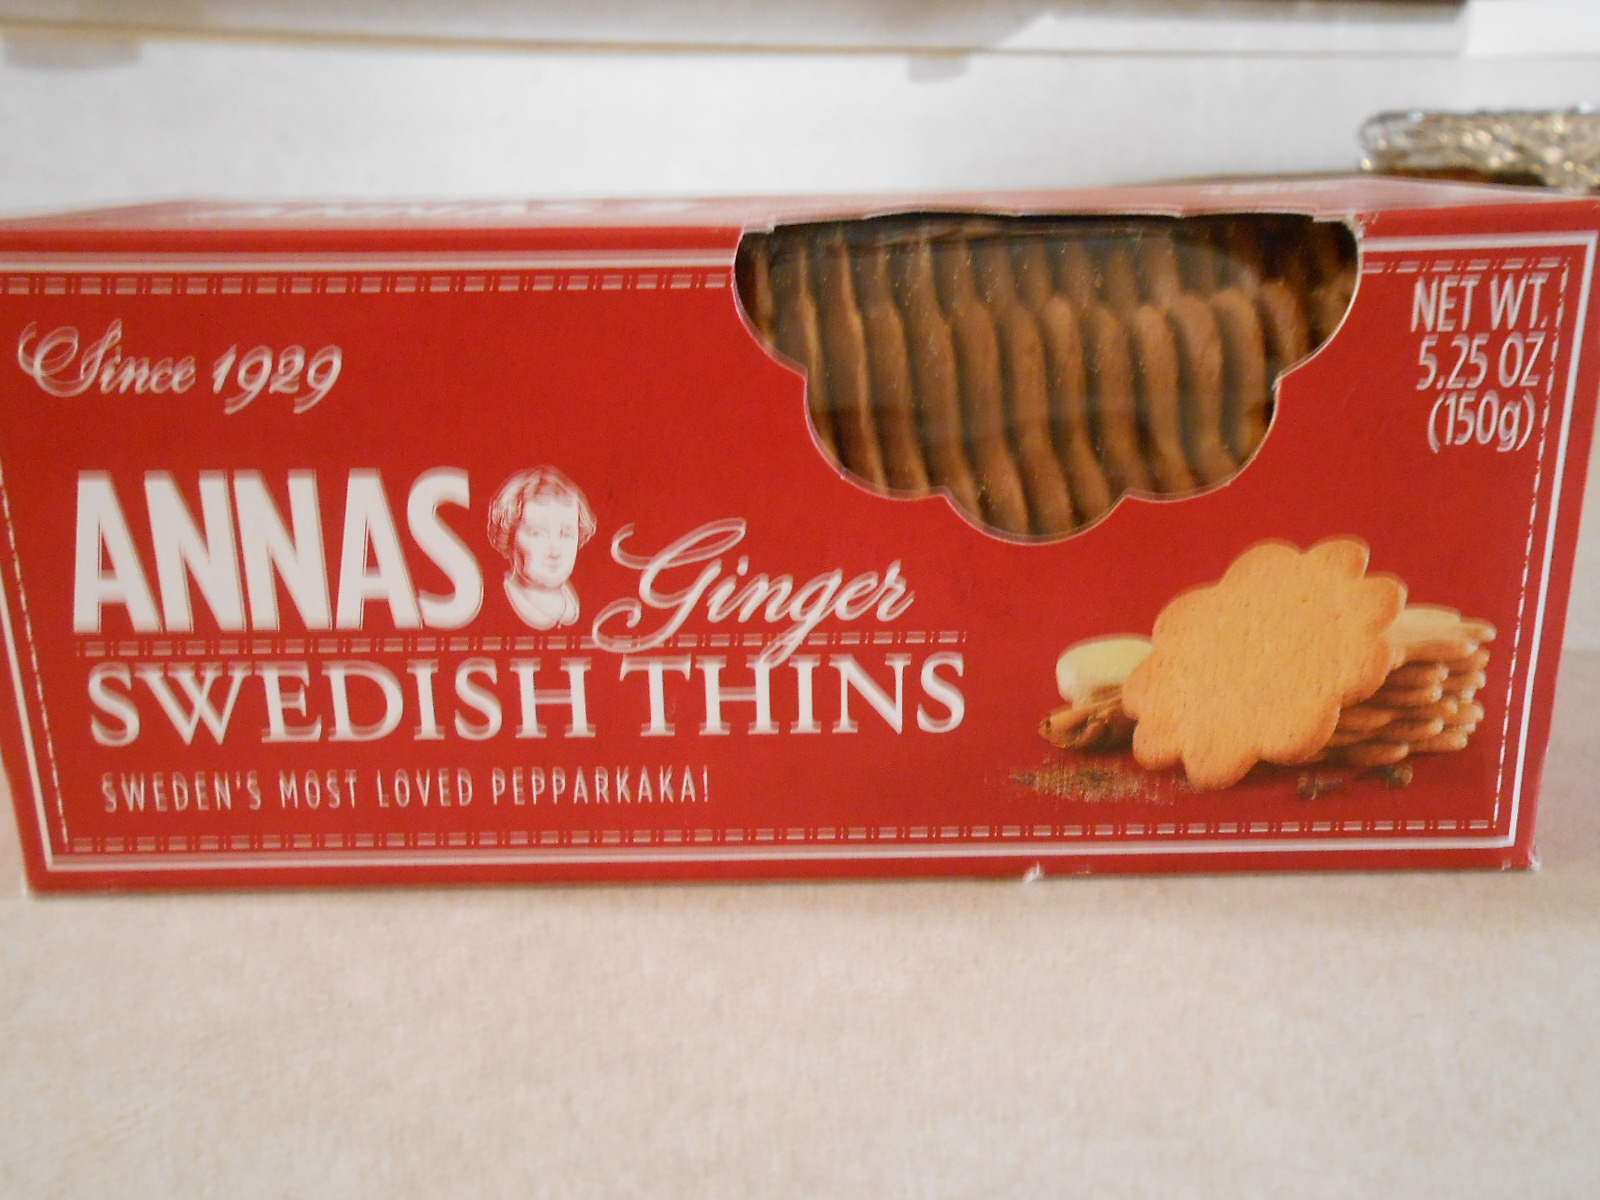 Since 1929
NET WT.
5.25 OZ
(150g)
ANNAS Ginger
SWEDISH THINS
SWEDEN'S MOST LOVED PEPPARKAKA!